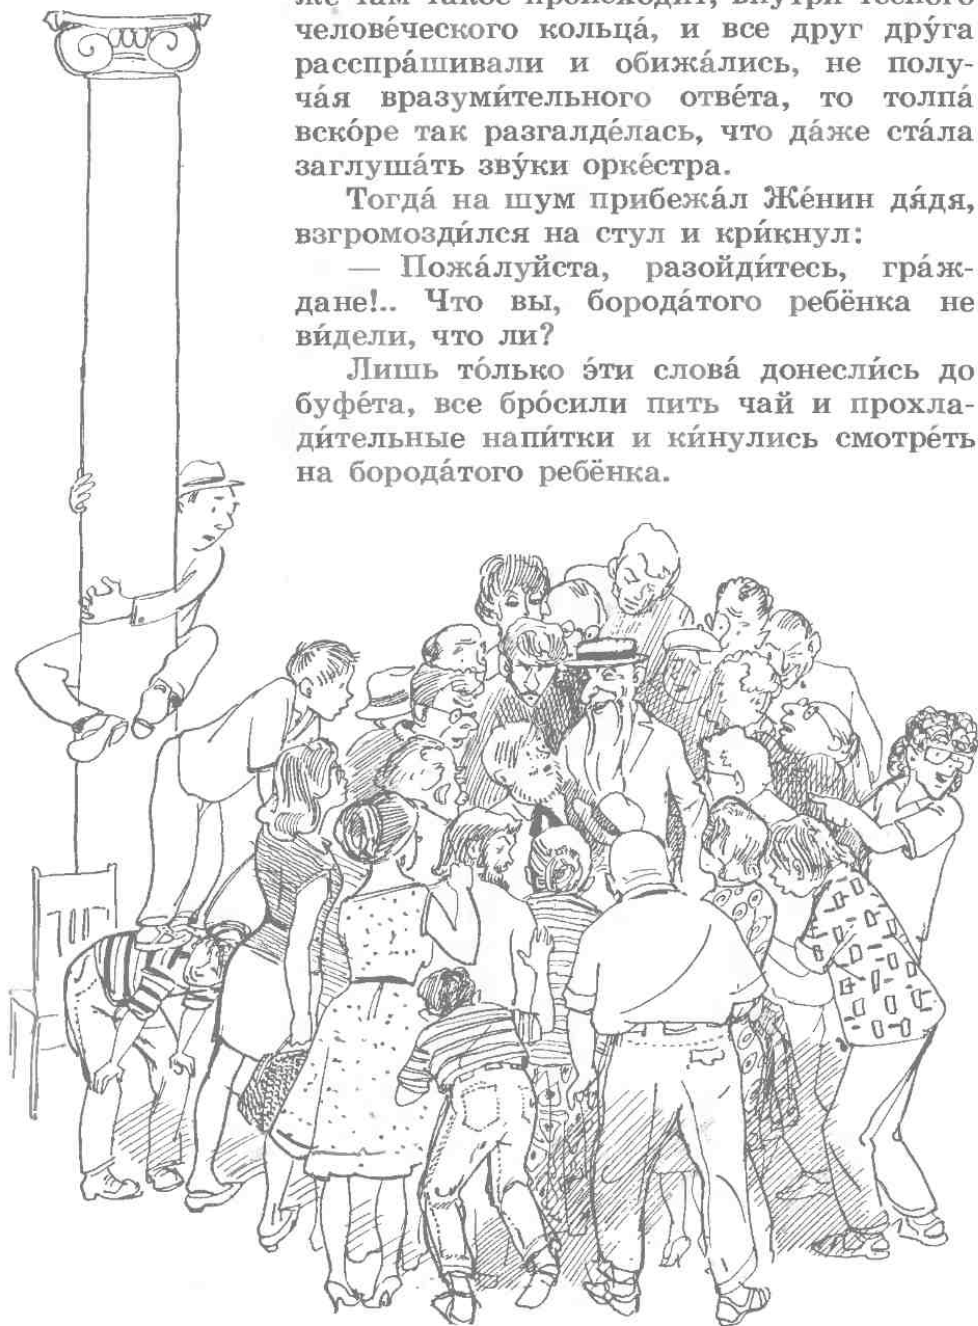 же там такое происходит, внутри тесного
челове́ческого кольца́, и все друг дру́га
расспра́шивали и обижа́лись, не полу-
ча́я вразуми́тельного отве́та, то толпа́
вско́ре так разгалде́лась, что да́же ста́ла
заглуша́ть зву́ки орке́стра.
Тогда́ на шум прибежа́л Же́нин дя́дя,
взгромозди́лся на стул и кри́кнул:
— Пожа́луйста, разойди́тесь, гра́ж-
дане!.. Что вы, борода́того ребёнка не
ви́дели, что ли?
Лишь то́лько э́ти слова́ донесли́сь до
буфе́та, все бро́сили пить чай и прохла-
ди́тельные напи́тки и ки́нулись смотре́ть
на борода́того ребёнка.